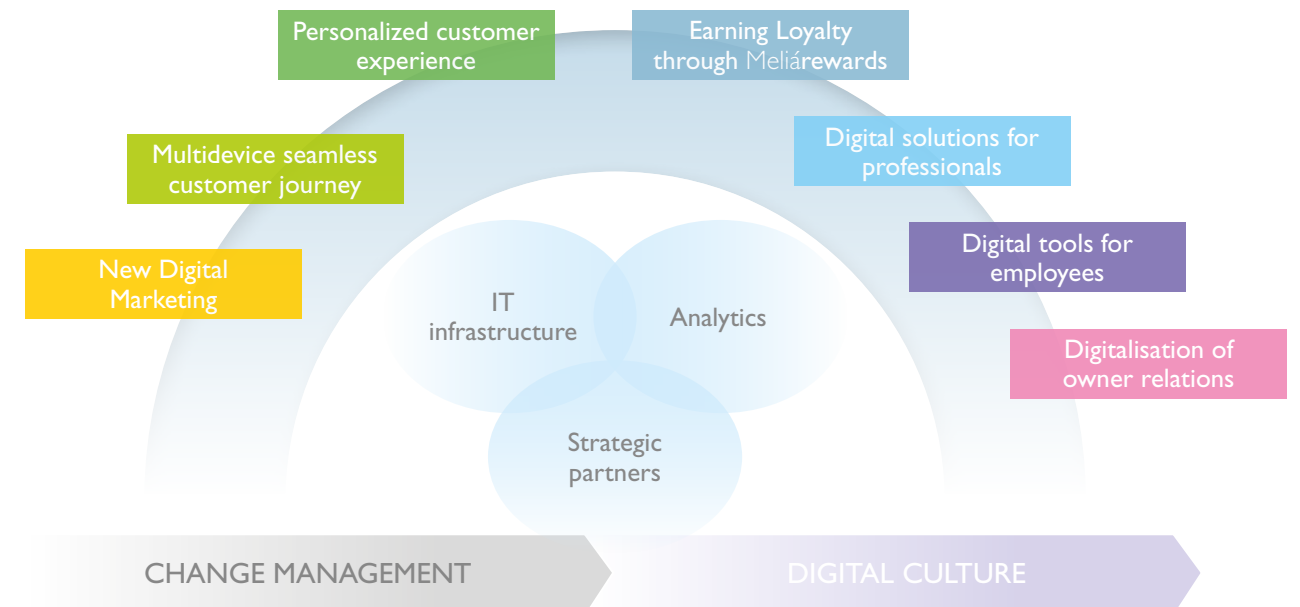 Personalized customer
experience
Earning Loyalty
through Meliárewards
Multidevice seamless
customer journey
Digital solutions for
professionals
New Digital
Marketing
Digital tools for
employees
IT
infrastructure
Analytics
Digitalisation of
owner relations
Strategic
partners
CHANGE MANAGEMENT
DIGITAL CULTURE